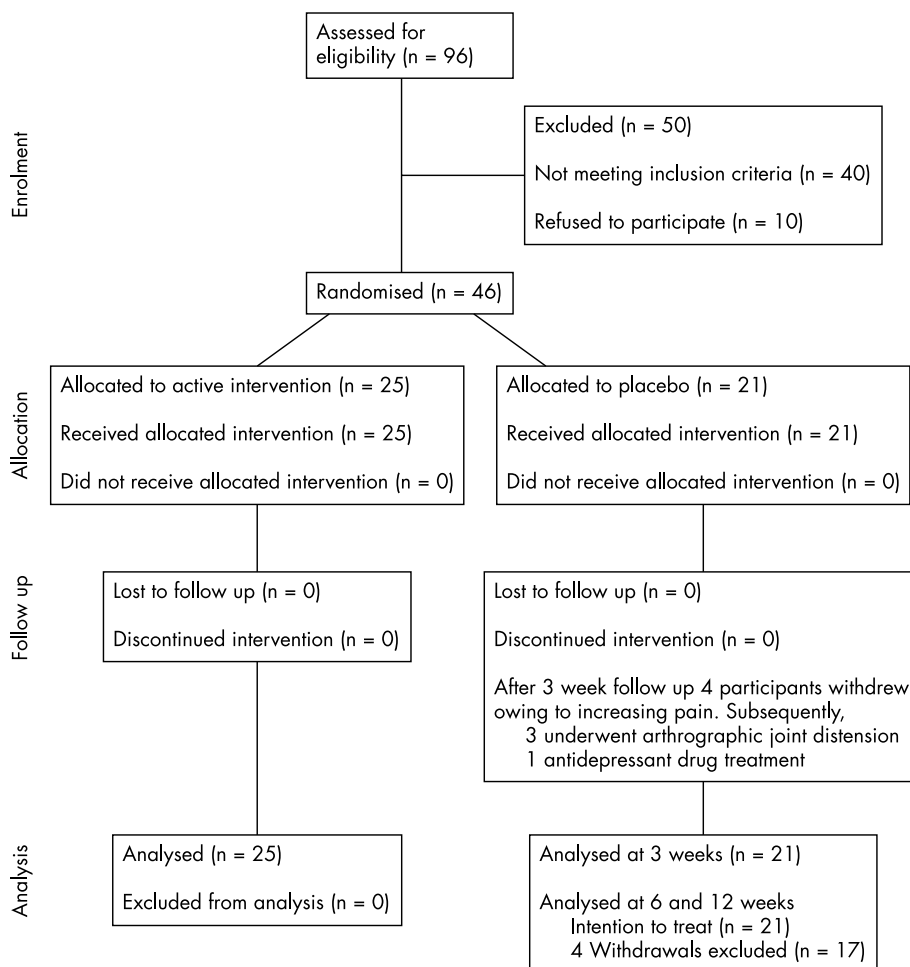 Assessed for
eligibility (n = 96)
Enrolment
Excluded (n = 50)
Not meeting inclusion criteria (n = 40)
Refused to participate (n = 10)
Randomised (n = 46)
Allocation
Allocated to active intervention (n = 25)
Received allocated intervention (n = 25)
Did not receive allocated intervention (n = 0)
Allocated to placebo (n = 21)
Received allocated intervention (n = 21)
Did not receive allocated intervention (n = 0)
Follow up
Lost to follow up (n = 0)
Discontinued intervention (n = 0)
Lost to follow up (n = 0)
Discontinued intervention (n = 0)
After 3 week follow up 4 participants withdrew
owing to increasing pain. Subsequently,
3 underwent arthrographic joint distension
1 antidepressant drug treatment
Analysis
Analysed (n = 25)
Excluded from analysis (n = 0)
Analysed at 3 weeks (n = 21)
Analysed at 6 and 12 weeks
Intention to treat (n = 21)
4 Withdrawals excluded (n = 17)